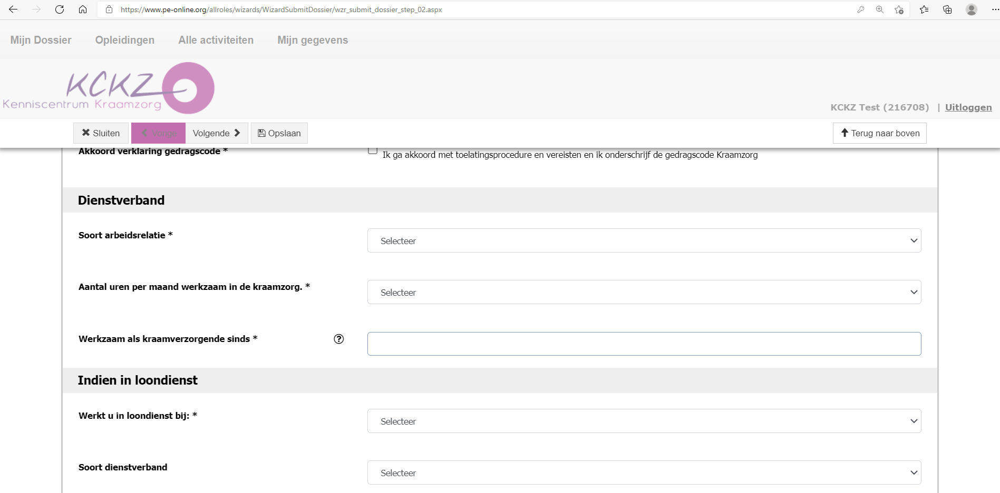 https://www.pe-online.org/allroles/wizards/WizardSubmitDossier/wzr_submit_dossier_step_02.aspx
Mijn Dossier Opleidingen Alle activiteiten Mijn gegevens
KCKZ
Kenniscentrum Kraamzorg
KCKZ Test (216708) | Uitloggen
Sluiten Vorige Volgende Opslaan Terug naar boven
Akkoord verklaring gedragscode *
Ik ga akkoord met toelatingsprocedure en vereisten en ik onderschrijf de gedragscode Kraamzorg
Dienstverband
Soort arbeidsrelatie * Selecteer
Aantal uren per maand werkzaam in de kraamzorg. * Selecteer
Werkzaam als kraamverzorgende sinds * ?
Indien in loondienst
Werkt u in loondienst bij: * Selecteer
Soort dienstverband Selecteer